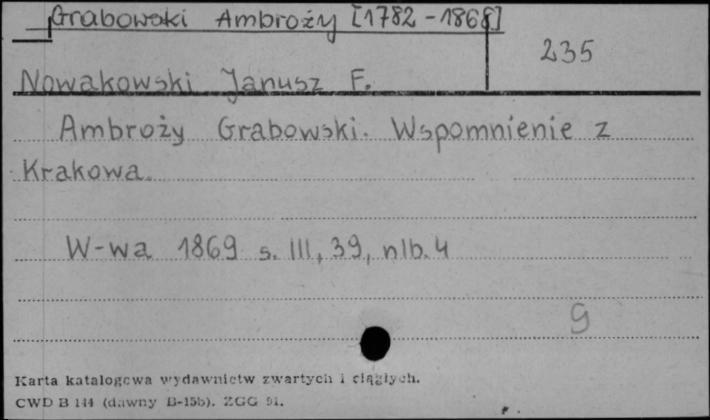 Grabowski Ambroży [1782-1868]
235
Nowakowski Janusz F.
Ambroży Grabowski. Wspomnienie z
Krakowa.
W-wa 1869 s. III, 39, nlb. 4
9
Karta katalogowa wydawnictw zwartych i ciągłych.
CWD B 144 (dawny B-15b). ZGG 91.